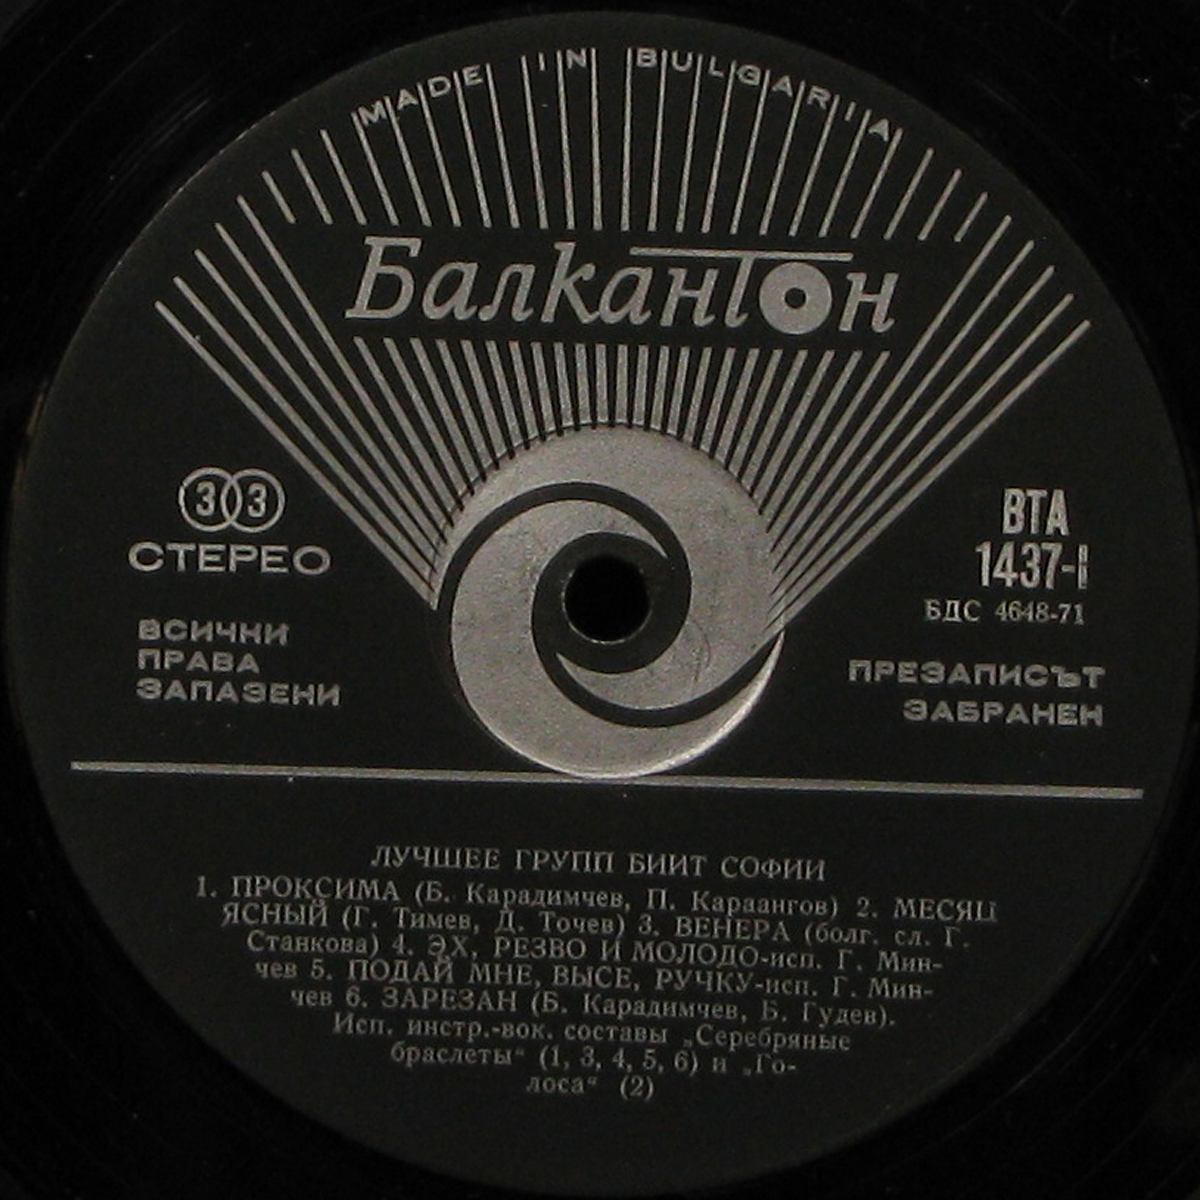 MADE IN BULGARIA
Балкантон
33
СТЕРЕО
ВСИЧКИ
ПРАВА
ЗАПАЗЕНИ
ВТА
1437-I
БДС 4648-71
ПРЕЗАПИСЪТ
ЗАБРАНЕН
ЛУЧШЕЕ ГРУПП БИИТ СОФИИ
1. ПРОКСИМА (Б. Карадимчев, П. Караангов) 2. МЕСЯЦ
ЯСНЫЙ (Г. Тимев, Д. Точев) 3. ВЕНЕРА (болг. сл. Г.
Станкова) 4. ЭХ, РЕЗВО И МОЛОДО-исп. Г. Мин-
чев 5. ПОДАЙ МНЕ, ВЫСЕ, РУЧКУ-исп. Г. Мин-
чев 6. ЗАРЕЗАН (Б. Карадимчев, Б. Гудев).
Исп. инстр.-вок. составы „Серебряные
браслеты“ (1, 3, 4, 5, 6) и „Го-
лоса“ (2)